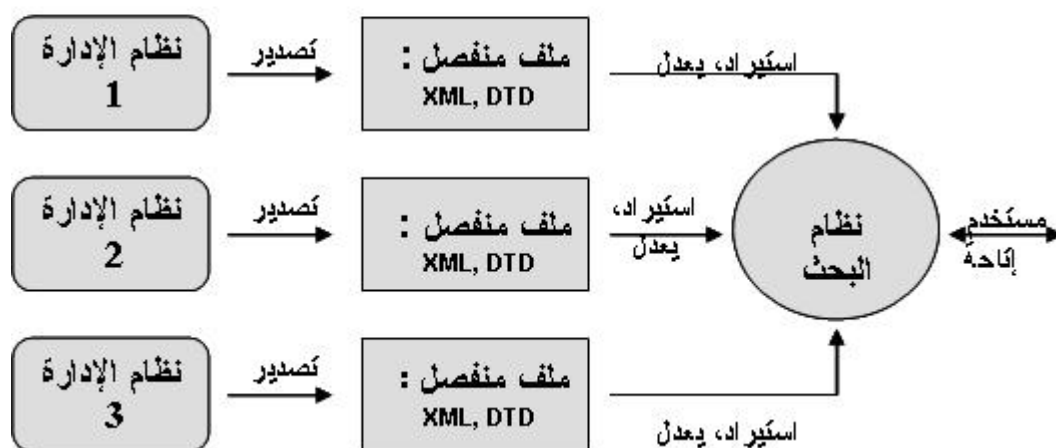 نظام الإدارة
1
تصدير
ملف منفصل :
XML, DTD
استيراد، يعدل
نظام الإدارة
2
تصدير
ملف منفصل :
XML, DTD
استيراد،
يعدل
نظام
البحث
مستخدم
إتاحة
نظام الإدارة
3
تصدير
ملف منفصل :
XML, DTD
استيراد، يعدل